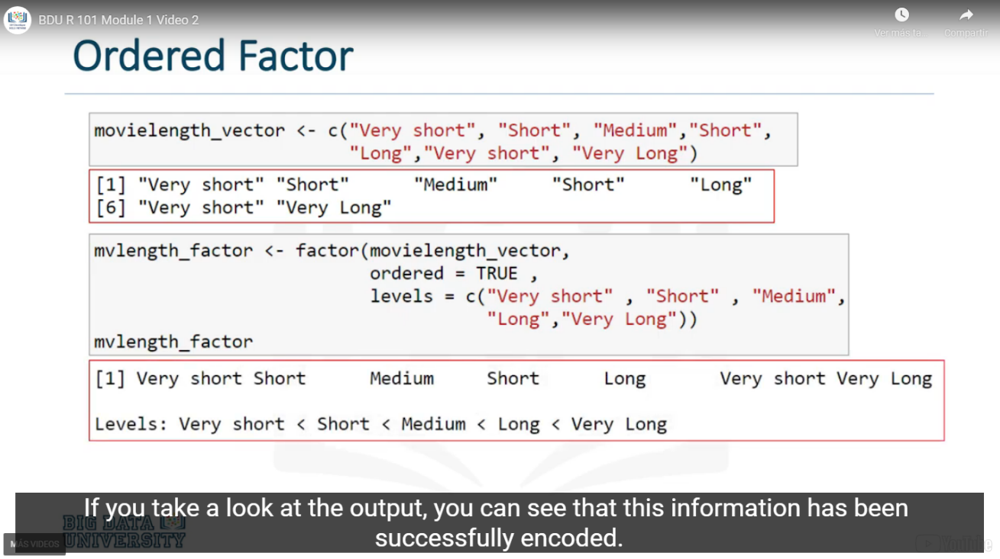 BDU R 101 Module 1 Video 2
Ver más ta...
Compartir
Ordered Factor
movielength_vector <- c("Very short", "Short", "Medium","Short",
"Long","Very short", "Very Long")
[1] "Very short" "Short" "Medium" "Short" "Long"
[6] "Very short" "Very Long"
mvlength_factor <- factor(movielength_vector,
ordered = TRUE ,
levels = c("Very short" , "Short" , "Medium",
"Long","Very Long"))
mvlength_factor
[1] Very short Short Medium Short Long Very short Very Long
Levels: Very short < Short < Medium < Long < Very Long
If you take a look at the output, you can see that this information has been
successfully encoded.
BIG DATA
UNIVERSITY
MÁS VIDEOS
YouTube